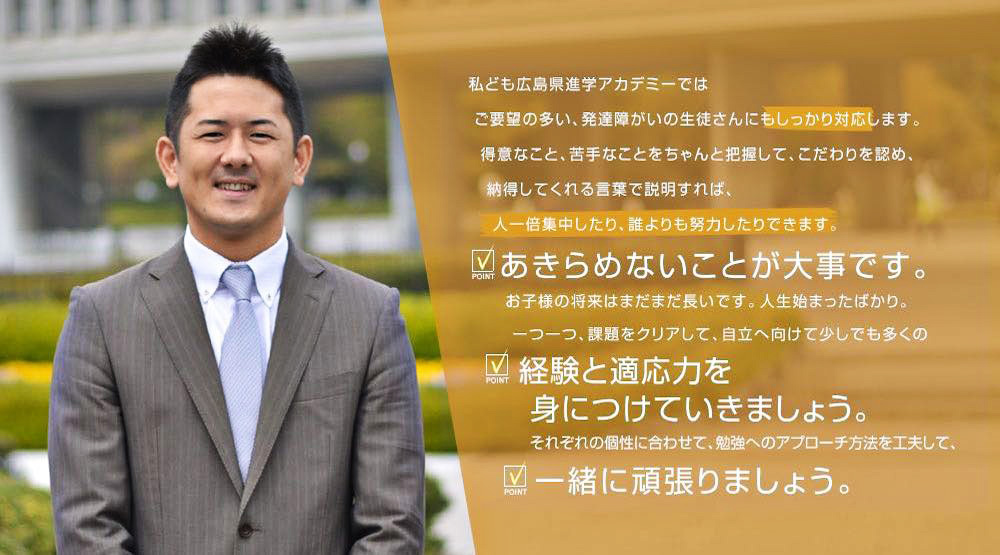 私ども広島県進学アカデミーでは
ご要望の多い、発達障がいの生徒さんにもしっかり対応します。
得意なこと、苦手なことをちゃんと把握して、こだわりを認め、
納得してくれる言葉で説明すれば、
人一倍集中したり、誰よりも努力したりできます。
POINT あきらめないことが大事です。
お子様の将来はまだまだ長いです。人生始まったばかり。
一つ一つ、課題をクリアして、自立へ向けて少しでも多くの
POINT 経験と適応力を
身につけていきましょう。
それぞれの個性に合わせて、勉強へのアプローチ方法を工夫して、
POINT 一緒に頑張りましょう。